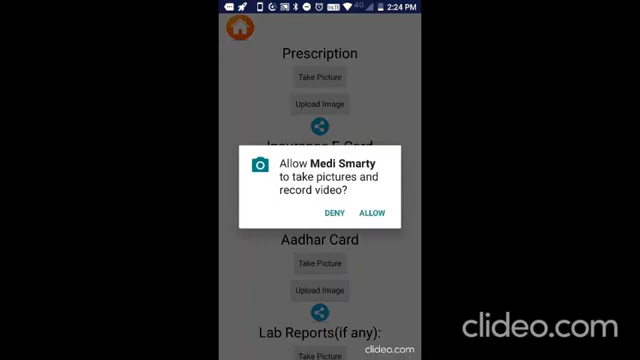 2:24 PM
Prescription
Take Picture
Upload Image
Allow Medi Smarty
to take pictures and
record video?
DENY ALLOW
Aadhar Card
Take Picture
Upload Image
Lab Reports(if any):
Take Picture
clideo.com
clideo.com